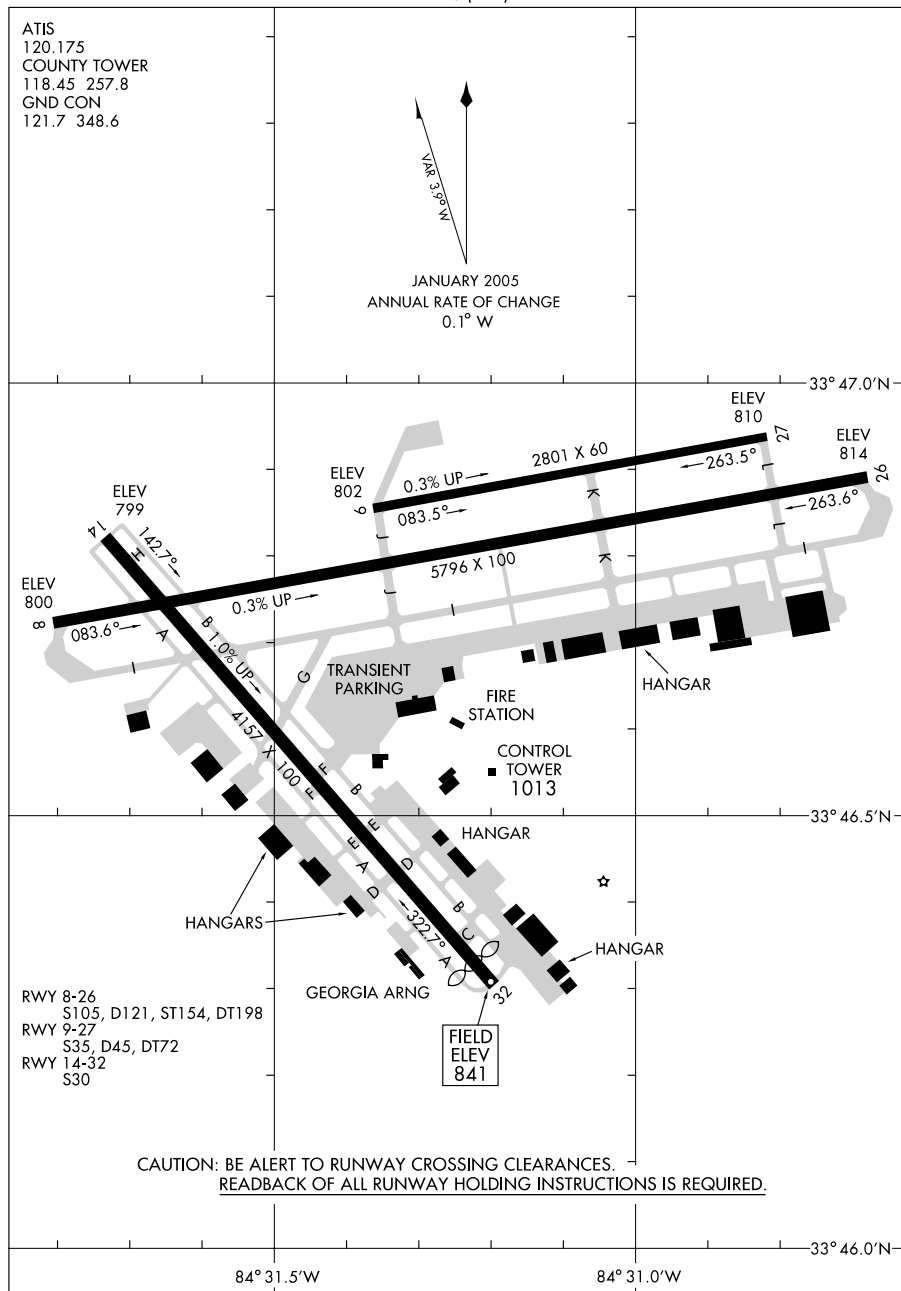 ATIS
120.175
COUNTY TOWER
118.45 257.8
GND CON
121.7 348.6
VAR 3.9° W
JANUARY 2005
ANNUAL RATE OF CHANGE
0.1° W
33° 47.0'N
ELEV
810
27
ELEV
814
26
2801 X 60
263.5°
L
ELEV
802
0.3% UP
9
083.5°
K
263.6°
ELEV
799
14
H
142.7°
J
5796 X 100
K
L
I
ELEV
800
8
083.6°
A
0.3% UP
J
I
B
1.0% UP
I
G
TRANSIENT
PARKING
HANGAR
FIRE
STATION
4157 X 100
CONTROL
TOWER
1013
F
F
B
E
E
33° 46.5'N
HANGAR
A
D
D
B
C
HANGARS
322.7°
A
HANGAR
GEORGIA ARNG
32
RWY 8-26
S105, D121, ST154, DT198
RWY 9-27
S35, D45, DT72
RWY 14-32
S30
FIELD
ELEV
841
CAUTION: BE ALERT TO RUNWAY CROSSING CLEARANCES.
READBACK OF ALL RUNWAY HOLDING INSTRUCTIONS IS REQUIRED.
33° 46.0'N
84° 31.5'W
84° 31.0'W